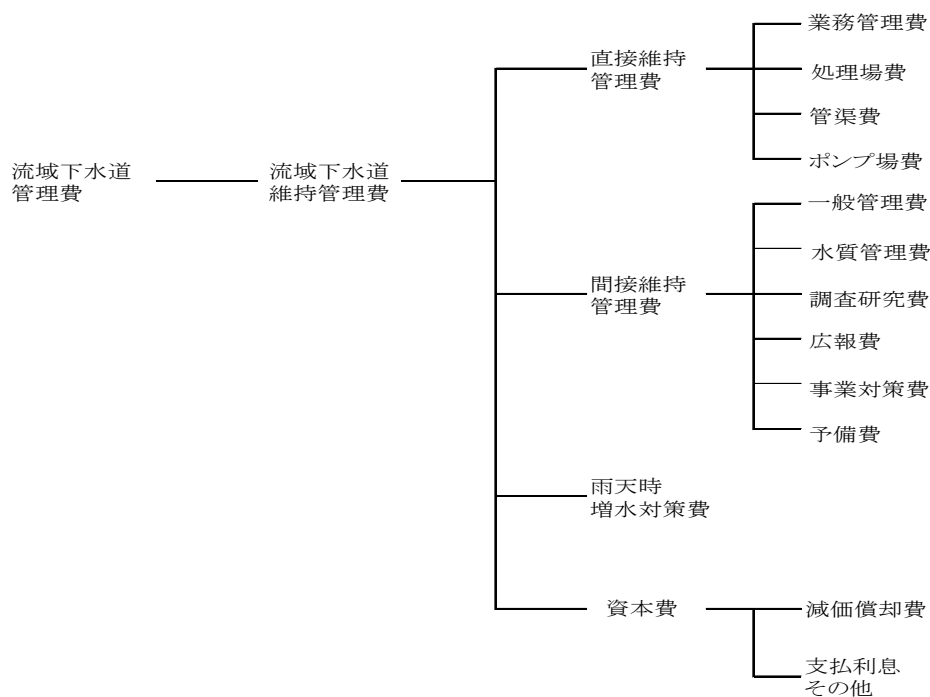 流域下水道
管理費
流域下水道
維持管理費
直接維持
管理費
業務管理費
処理場費
管渠費
ポンプ場費
間接維持
管理費
一般管理費
水質管理費
調査研究費
広報費
事業対策費
予備費
雨天時
増水対策費
資本費
減価償却費
支払利息
その他